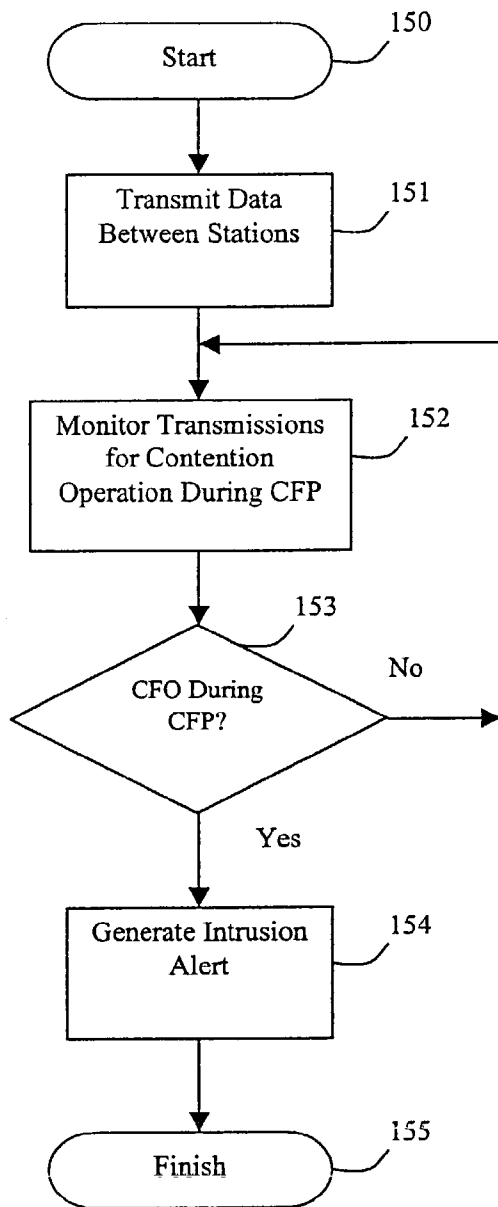 150
Start
151
Transmit Data
Between Stations
152
Monitor Transmissions
for Contention
Operation During CFP
153
CFO During
CFP?
No
Yes
154
Generate Intrusion
Alert
155
Finish